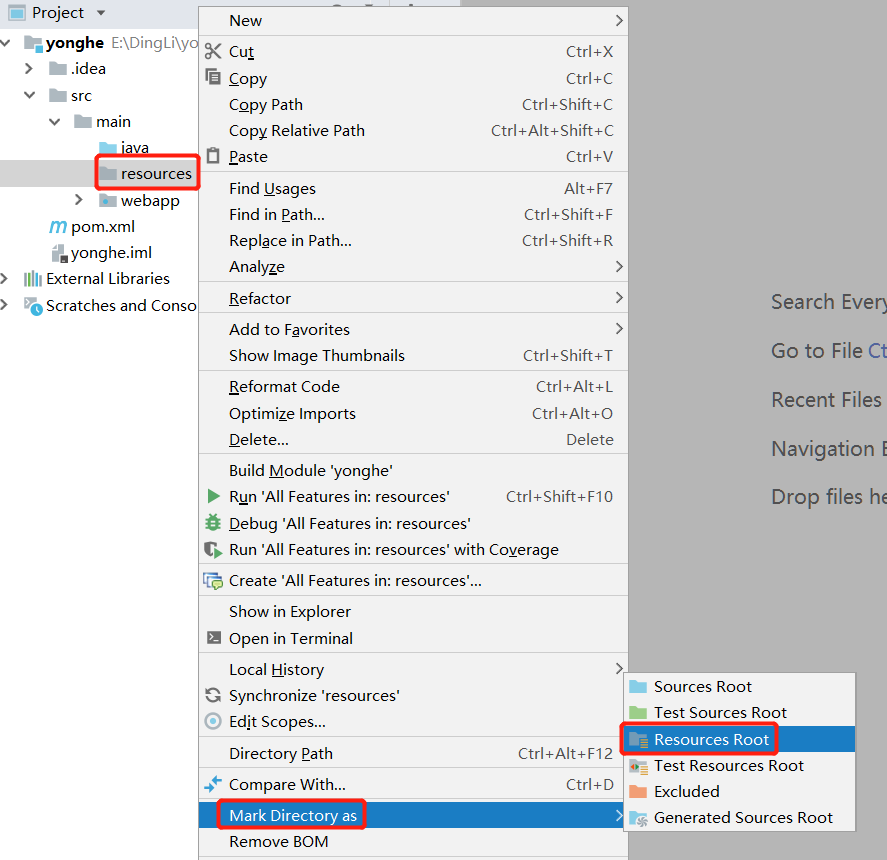 Project
yonghe E:\DingLi\yo
.idea
src
main
java
resources
webapp
pom.xml
yonghe.iml
External Libraries
Scratches and Conso
New
Cut Ctrl+X
Copy Ctrl+C
Copy Path Ctrl+Shift+C
Copy Relative Path Ctrl+Alt+Shift+C
Paste Ctrl+V
Find Usages Alt+F7
Find in Path... Ctrl+Shift+F
Replace in Path... Ctrl+Shift+R
Analyze
Refactor
Add to Favorites
Show Image Thumbnails Ctrl+Shift+T
Reformat Code Ctrl+Alt+L
Optimize Imports Ctrl+Alt+O
Delete... Delete
Build Module 'yonghe'
Run 'All Features in: resources' Ctrl+Shift+F10
Debug 'All Features in: resources'
Run 'All Features in: resources' with Coverage
Create 'All Features in: resources'...
Show in Explorer
Open in Terminal
Local History
Synchronize 'resources'
Edit Scopes...
Directory Path Ctrl+Alt+F12
Compare With... Ctrl+D
Mark Directory as
Remove BOM
Sources Root
Test Sources Root
Resources Root
Test Resources Root
Excluded
Generated Sources Root
Search Every
Go to File Ct
Recent Files
Navigation B
Drop files he